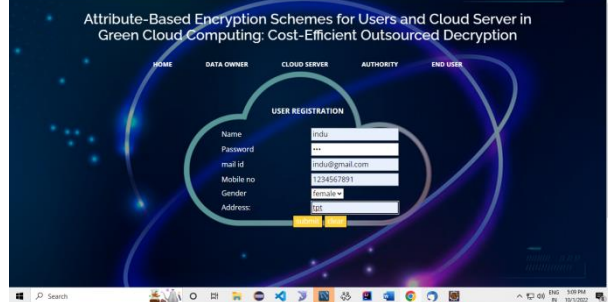 Attribute-Based Encryption Schemes for Users and Cloud Server in
Green Cloud Computing: Cost-Efficient Outsourced Decryption
HOME DATA OWNER CLOUD SERVER AUTHORITY END USER
USER REGISTRATION
Name indu
Password •••
mail id indu@gmail.com
Mobile no 1234567891
Gender female
Address: tpt
submit clear
Search ENG 5:09 PM
IN 10/1/2022